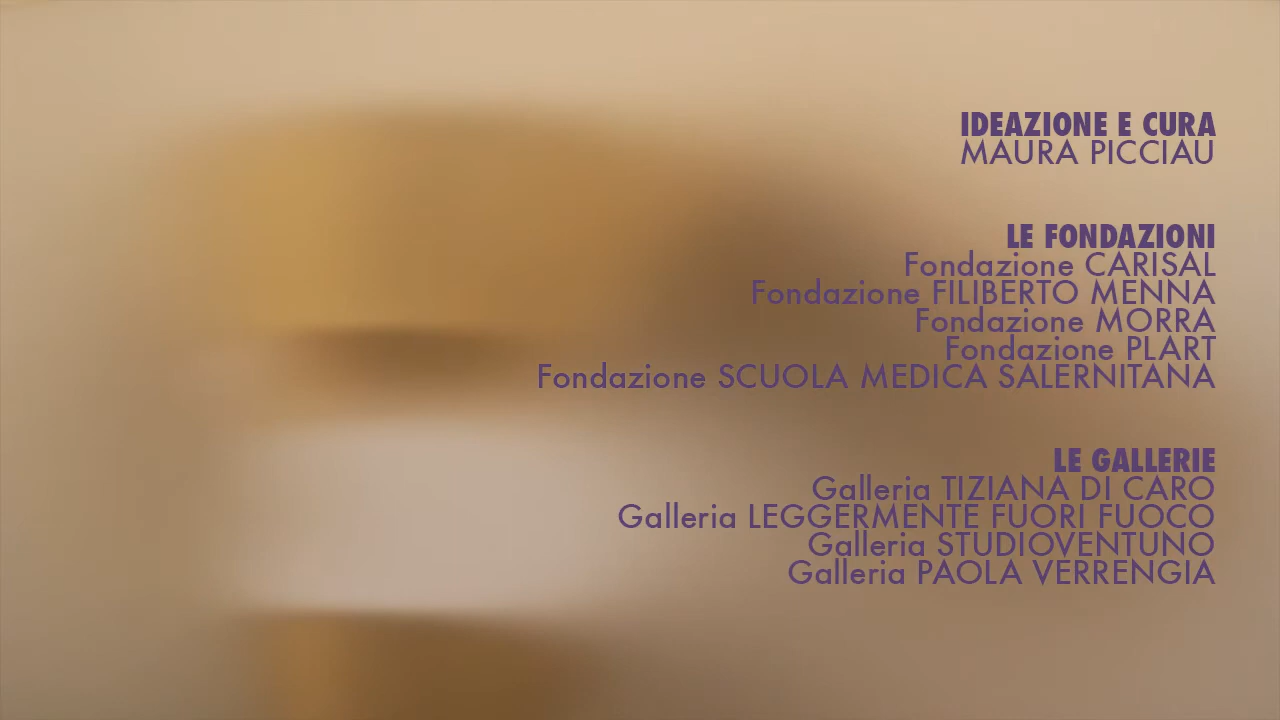 IDEAZIONE E CURA
MAURA PICCIAU
LE FONDAZIONI
Fondazione CARISAL
Fondazione FILIBERTO MENNA
Fondazione MORRA
Fondazione PLART
Fondazione SCUOLA MEDICA SALERNITANA
LE GALLERIE
Galleria TIZIANA DI CARO
Galleria LEGGERMENTE FUORI FUOCO
Galleria STUDIOVENTUNO
Galleria PAOLA VERRENGIA